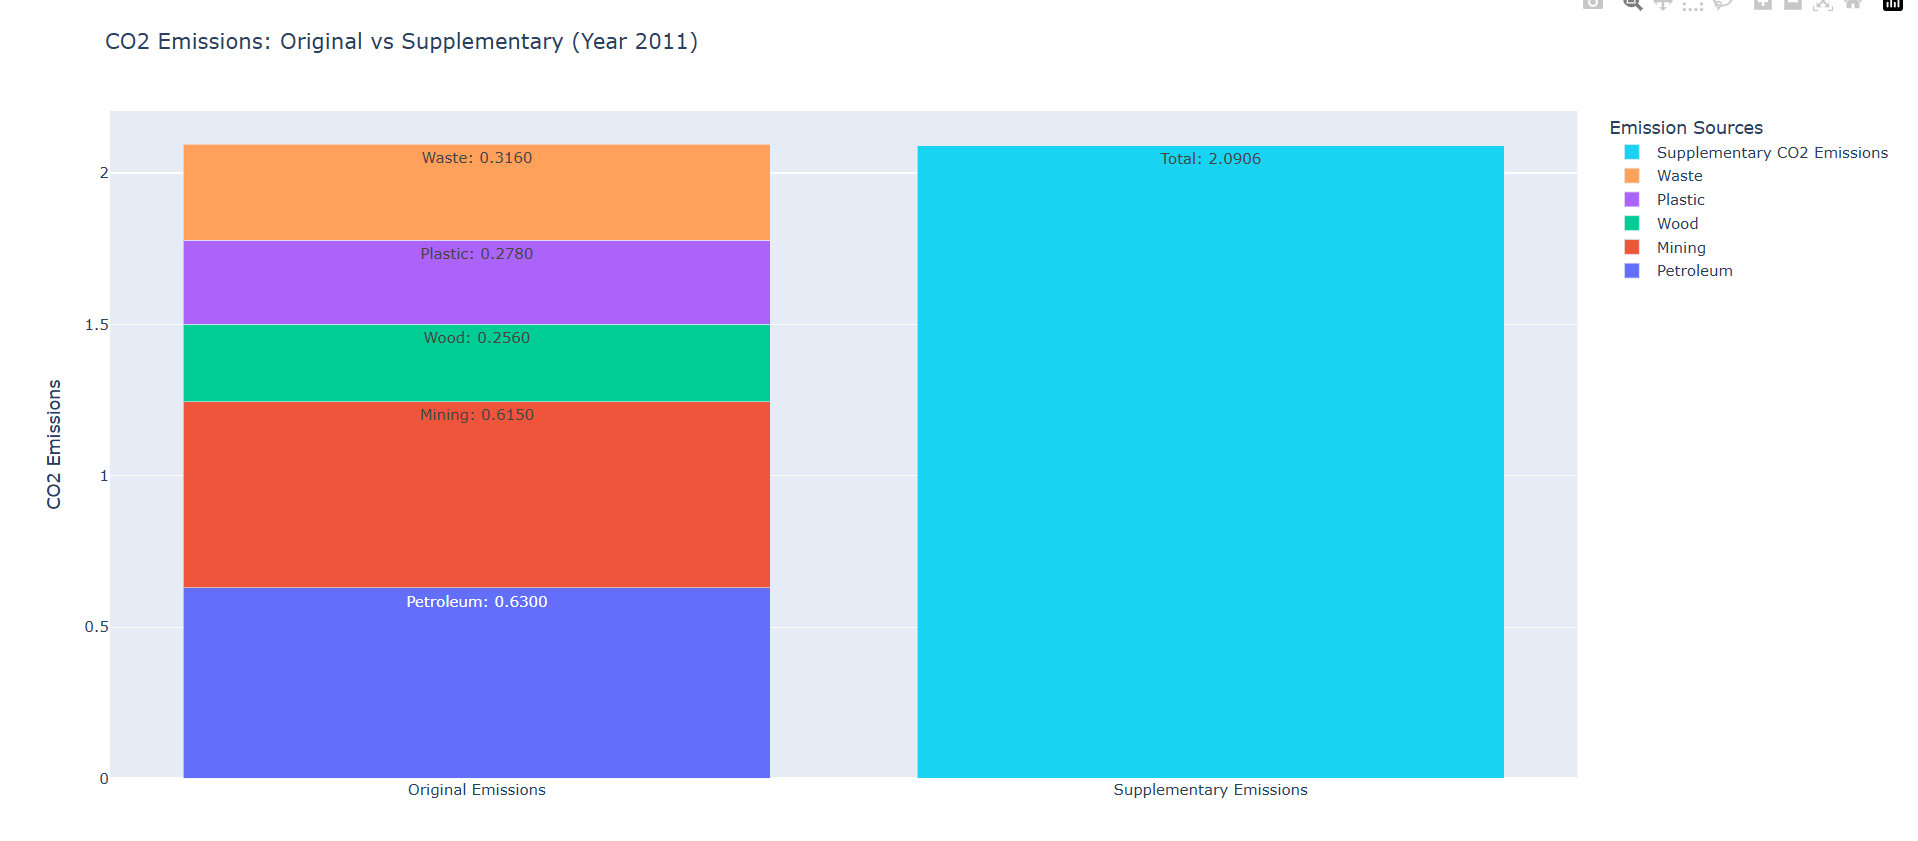 CO2 Emissions: Original vs Supplementary (Year 2011)
Emission Sources
Supplementary CO2 Emissions
Waste
Plastic
Wood
Mining
Petroleum
CO2 Emissions
2
1.5
1
0.5
0
Waste: 0.3160
Plastic: 0.2780
Wood: 0.2560
Mining: 0.6150
Petroleum: 0.6300
Total: 2.0906
Original Emissions
Supplementary Emissions